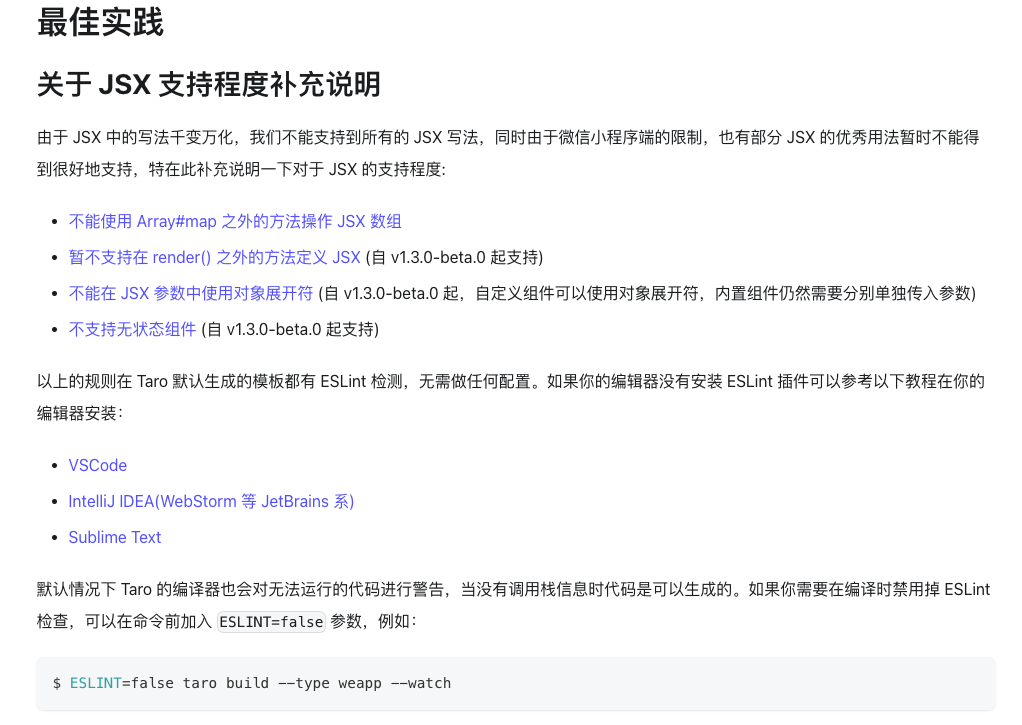 最佳实践
关于 JSX 支持程度补充说明
由于 JSX 中的写法千变万化，我们不能支持到所有的 JSX 写法，同时由于微信小程序端的限制，也有部分 JSX 的优秀用法暂时不能得
到很好地支持，特在此补充说明一下对于 JSX 的支持程度:
• 不能使用 Array#map 之外的方法操作 JSX 数组
• 暂不支持在 render() 之外的方法定义 JSX (自 v1.3.0-beta.0 起支持)
• 不能在 JSX 参数中使用对象展开符 (自 v1.3.0-beta.0 起，自定义组件可以使用对象展开符，内置组件仍然需要分别单独传入参数)
• 不支持无状态组件 (自 v1.3.0-beta.0 起支持)
以上的规则在 Taro 默认生成的模板都有 ESLint 检测，无需做任何配置。如果你的编辑器没有安装 ESLint 插件可以参考以下教程在你的
编辑器安装：
• VSCode
• IntelliJ IDEA(WebStorm 等 JetBrains 系)
• Sublime Text
默认情况下 Taro 的编译器也会对无法运行的代码进行警告，当没有调用栈信息时代码是可以生成的。如果你需要在编译时禁用掉 ESLint
检查，可以在命令前加入 ESLINT=false 参数，例如：
$ ESLINT=false taro build --type weapp --watch